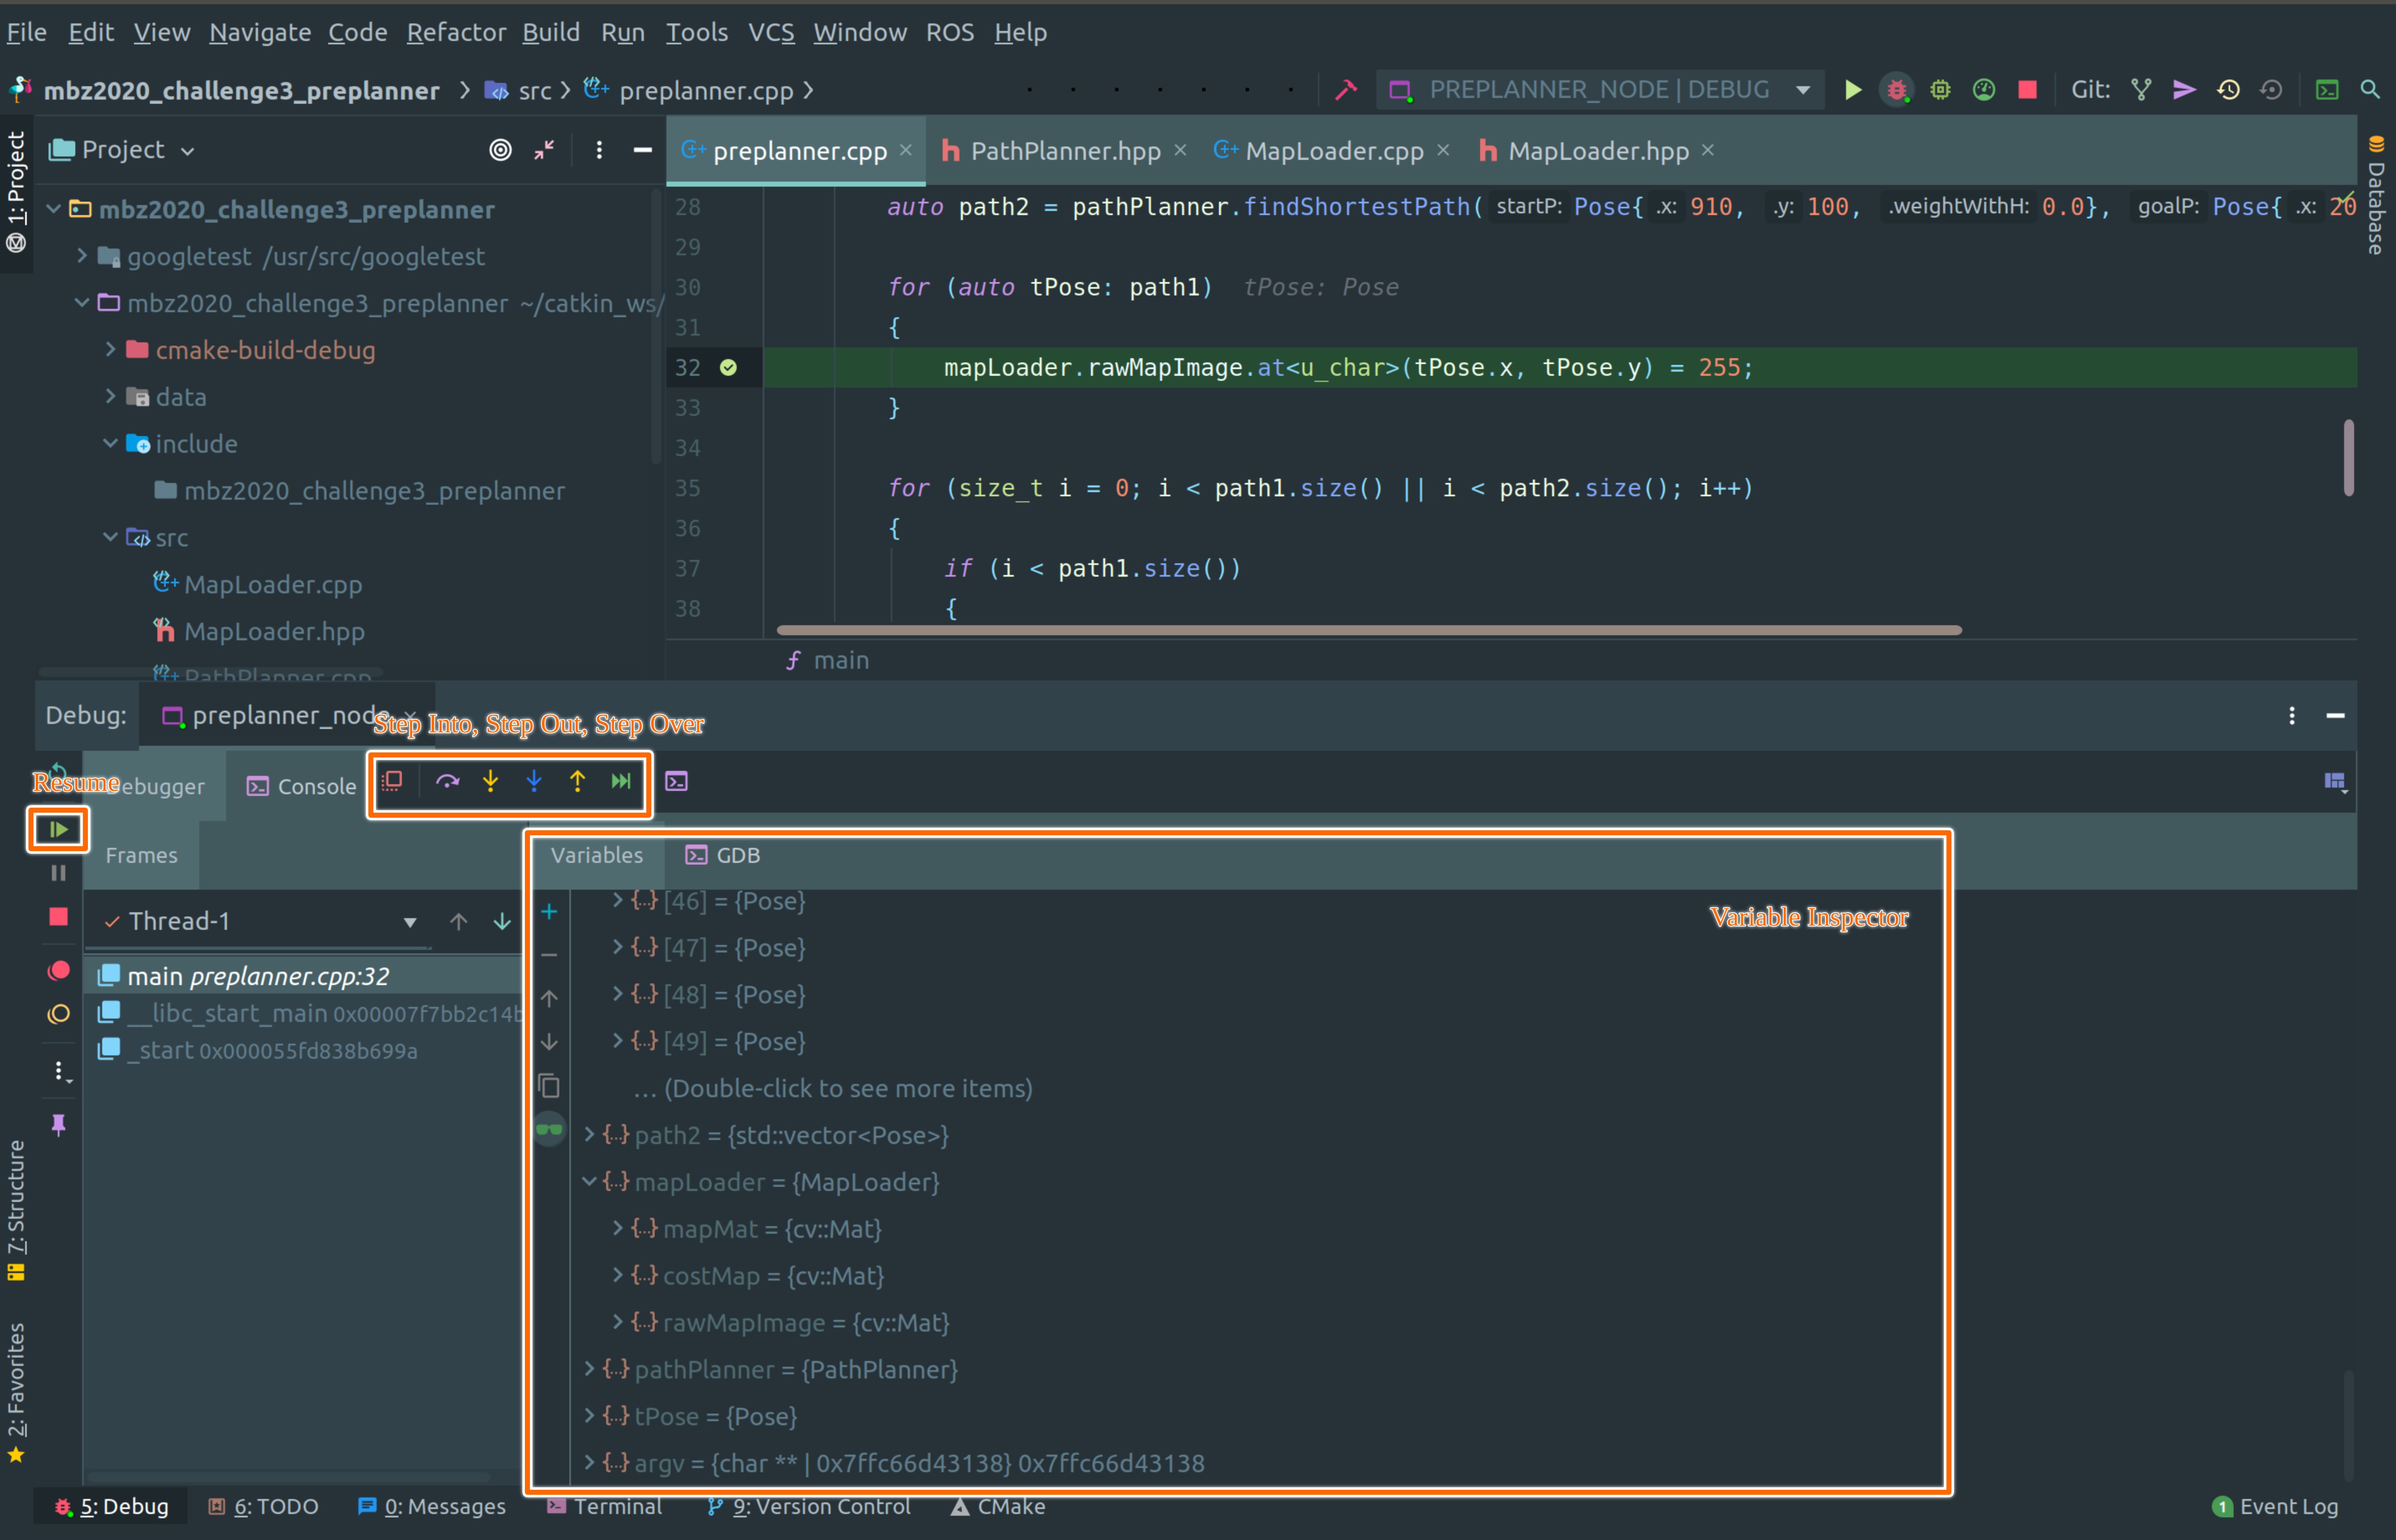 File Edit View Navigate Code Refactor Build Run Tools VCS Window ROS Help
mbz2020_challenge3_preplanner > src > preplanner.cpp > PREPLANNER_NODE | DEBUG Git:
1: Project
Project
mbz2020_challenge3_preplanner
googletest /usr/src/googletest
mbz2020_challenge3_preplanner ~/catkin_ws/
cmake-build-debug
data
include
mbz2020_challenge3_preplanner
src
MapLoader.cpp
MapLoader.hpp
PathPlanner.cpp
preplanner.cpp × PathPlanner.hpp × MapLoader.cpp × MapLoader.hpp ×
28 auto path2 = pathPlanner.findShortestPath( startP: Pose{ .x: 910, .y: 100, .weightWithH: 0.0}, goalP: Pose{ .x: 20
29
30 for (auto tPose: path1) tPose: Pose
31 {
32 mapLoader.rawMapImage.at<u_char>(tPose.x, tPose.y) = 255;
33 }
34
35 for (size_t i = 0; i < path1.size() || i < path2.size(); i++)
36 {
37 if (i < path1.size())
38 {
f main
Database
Debug: preplanner_node ×
Step Into, Step Out, Step Over
Resume
Debugger Console
Frames
Thread-1
main preplanner.cpp:32
__libc_start_main 0x00007f7bb2c14b
_start 0x000055fd838b699a
Variables GDB
Variable Inspector
{...} [46] = {Pose}
{...} [47] = {Pose}
{...} [48] = {Pose}
{...} [49] = {Pose}
... (Double-click to see more items)
{...} path2 = {std::vector<Pose>}
{...} mapLoader = {MapLoader}
{...} mapMat = {cv::Mat}
{...} costMap = {cv::Mat}
{...} rawMapImage = {cv::Mat}
{...} pathPlanner = {PathPlanner}
{...} tPose = {Pose}
{...} argv = {char ** | 0x7ffc66d43138} 0x7ffc66d43138
7: Structure
2: Favorites
5: Debug 6: TODO 0: Messages Terminal 9: Version Control CMake 1 Event Log